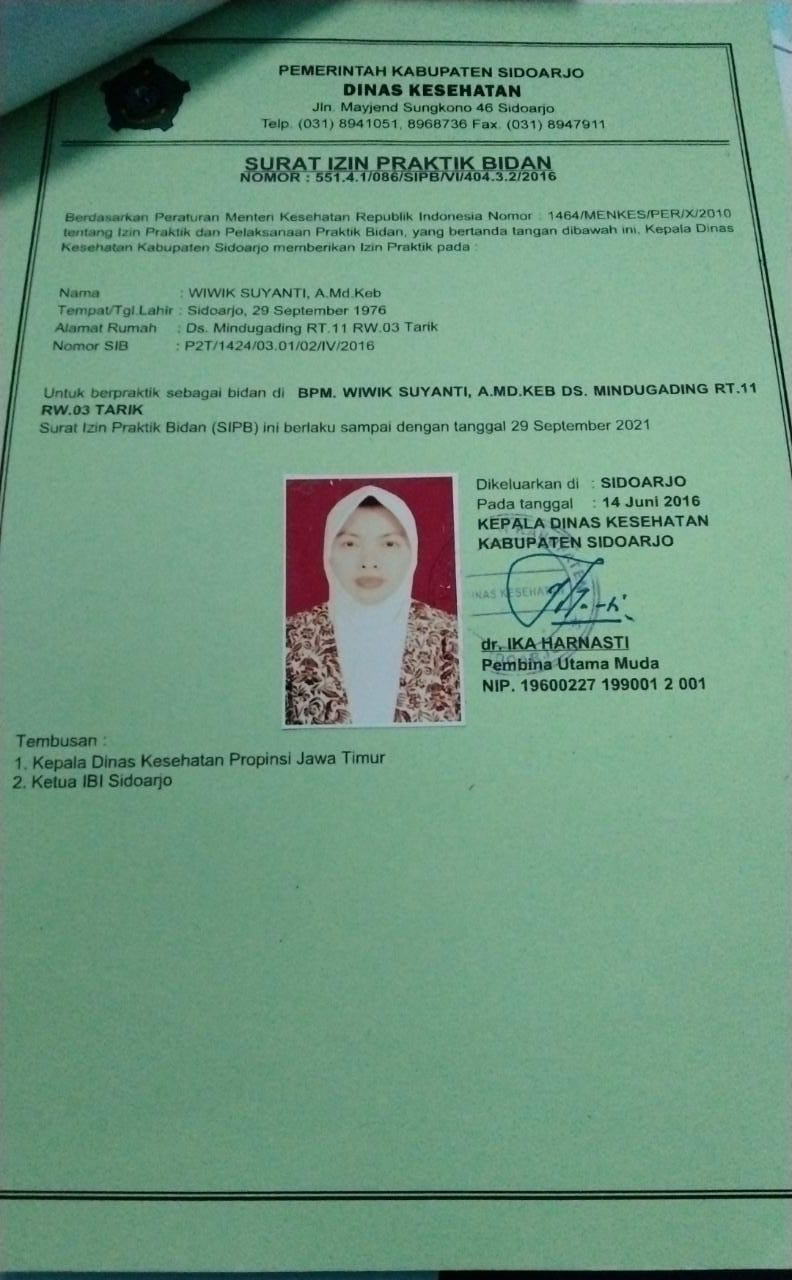 PEMERINTAH KABUPATEN SIDOARJO
DINAS KESEHATAN
Jln. Mayjend Sungkono 46 Sidoarjo
Telp. (031) 8941051, 8968736 Fax. (031) 8947911
SURAT IZIN PRAKTIK BIDAN
NOMOR : 551.4.1/086/SIPB/VI/404.3.2/2016
Berdasarkan Peraturan Menteri Kesehatan Republik Indonesia Nomor : 1464/MENKES/PER/X/2010
tentang Izin Praktik dan Pelaksanaan Praktik Bidan, yang bertanda tangan dibawah ini, Kepala Dinas
Kesehatan Kabupaten Sidoarjo memberikan Izin Praktik pada :
Nama : WIWIK SUYANTI, A.Md.Keb
Tempat/Tgl.Lahir : Sidoarjo, 29 September 1976
Alamat Rumah : Ds. Mindugading RT.11 RW.03 Tarik
Nomor SIB : P2T/1424/03.01/02/IV/2016
Untuk berpraktik sebagai bidan di BPM. WIWIK SUYANTI, A.MD.KEB DS. MINDUGADING RT.11
RW.03 TARIK
Surat Izin Praktik Bidan (SIPB) ini berlaku sampai dengan tanggal 29 September 2021
Dikeluarkan di : SIDOARJO
Pada tanggal : 14 Juni 2016
KEPALA DINAS KESEHATAN
KABUPATEN SIDOARJO
dr. IKA HARNASTI
Pembina Utama Muda
NIP. 19600227 199001 2 001
Tembusan :
1. Kepala Dinas Kesehatan Propinsi Jawa Timur
2. Ketua IBI Sidoarjo